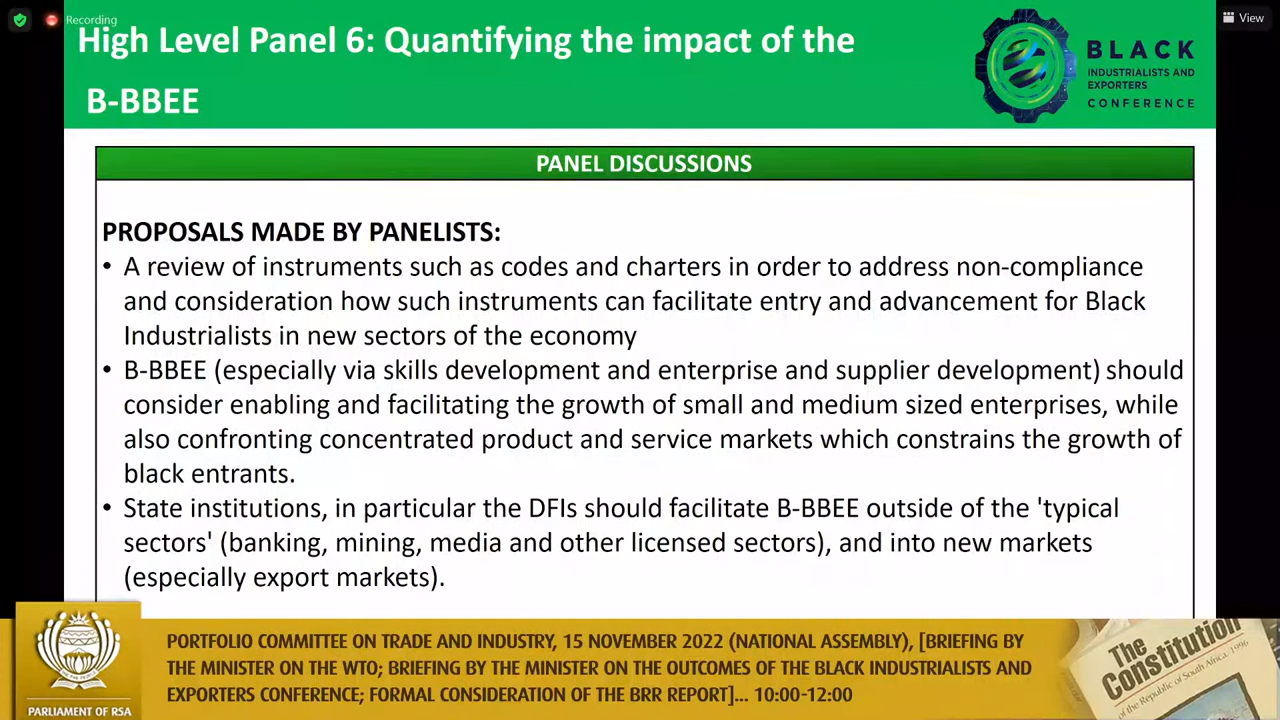 Recording
View
High Level Panel 6: Quantifying the impact of the
B-BBEE
BLACK
INDUSTRIALISTS AND
EXPORTERS
CONFERENCE
PANEL DISCUSSIONS
PROPOSALS MADE BY PANELISTS:
• A review of instruments such as codes and charters in order to address non-compliance
and consideration how such instruments can facilitate entry and advancement for Black
Industrialists in new sectors of the economy
• B-BBEE (especially via skills development and enterprise and supplier development) should
consider enabling and facilitating the growth of small and medium sized enterprises, while
also confronting concentrated product and service markets which constrains the growth of
black entrants.
• State institutions, in particular the DFIs should facilitate B-BBEE outside of the 'typical
sectors' (banking, mining, media and other licensed sectors), and into new markets
(especially export markets).
PORTFOLIO COMMITTEE ON TRADE AND INDUSTRY, 15 NOVEMBER 2022 (NATIONAL ASSEMBLY), [BRIEFING BY
THE MINISTER ON THE WTO; BRIEFING BY THE MINISTER ON THE OUTCOMES OF THE BLACK INDUSTRIALISTS AND
EXPORTERS CONFERENCE; FORMAL CONSIDERATION OF THE BRR REPORT]... 10:00-12:00
PARLIAMENT OF RSA
The
Constitution
of the Republic of South Africa, 1996